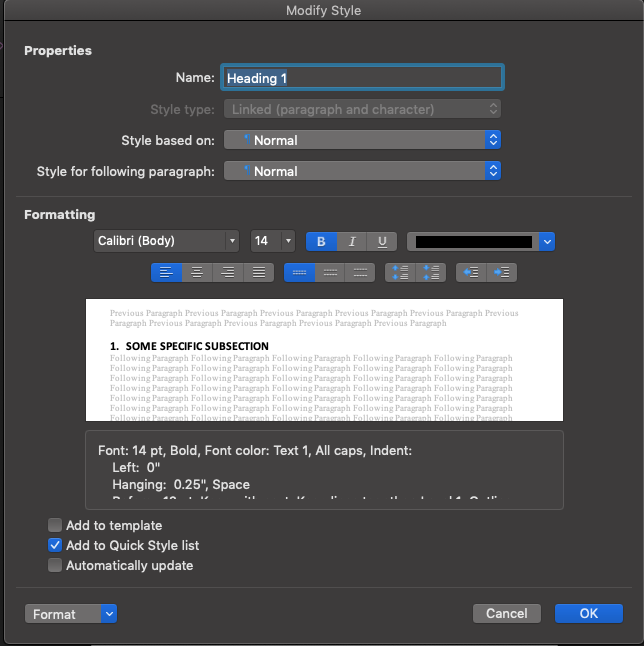 Modify Style
Properties
Name: Heading 1
Style type: Linked (paragraph and character)
Style based on: Normal
Style for following paragraph: Normal
Formatting
Calibri (Body) 14 B I U
Previous Paragraph Previous Paragraph Previous Paragraph Previous Paragraph Previous Paragraph Previous
Paragraph Previous Paragraph Previous Paragraph Previous Paragraph Previous Paragraph
1. SOME SPECIFIC SUBSECTION
Following Paragraph Following Paragraph Following Paragraph Following Paragraph Following Paragraph
Following Paragraph Following Paragraph Following Paragraph Following Paragraph Following Paragraph
Following Paragraph Following Paragraph Following Paragraph Following Paragraph Following Paragraph
Following Paragraph Following Paragraph Following Paragraph Following Paragraph Following Paragraph
Following Paragraph Following Paragraph Following Paragraph Following Paragraph Following Paragraph
Following Paragraph Following Paragraph Following Paragraph Following Paragraph Following Paragraph
Following Paragraph Following Paragraph Following Paragraph Following Paragraph Following Paragraph
Font: 14 pt, Bold, Font color: Text 1, All caps, Indent:
Left: 0"
Hanging: 0.25", Space
Add to template
Add to Quick Style list
Automatically update
Format Cancel OK